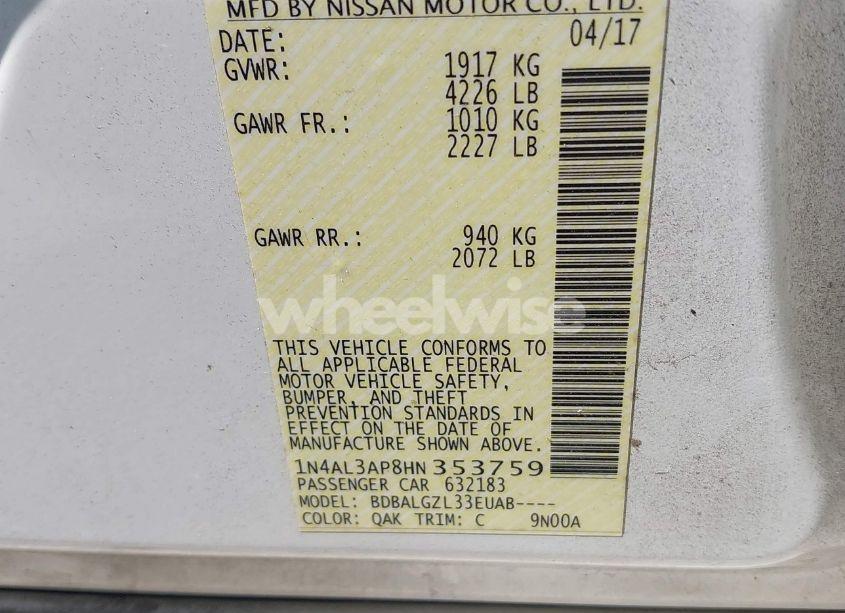 MFD BY NISSAN MOTOR CO., LTD.
DATE: 04/17
GVWR: 1917 KG
4226 LB
GAWR FR.: 1010 KG
2227 LB
GAWR RR.: 940 KG
2072 LB
wheelwise
THIS VEHICLE CONFORMS TO
ALL APPLICABLE FEDERAL
MOTOR VEHICLE SAFETY,
BUMPER, AND THEFT
PREVENTION STANDARDS IN
EFFECT ON THE DATE OF
MANUFACTURE SHOWN ABOVE.
1N4AL3AP8HN353759
PASSENGER CAR 632183
MODEL: BDBALGZL33EUAB----
COLOR: QAK TRIM: C 9N00A